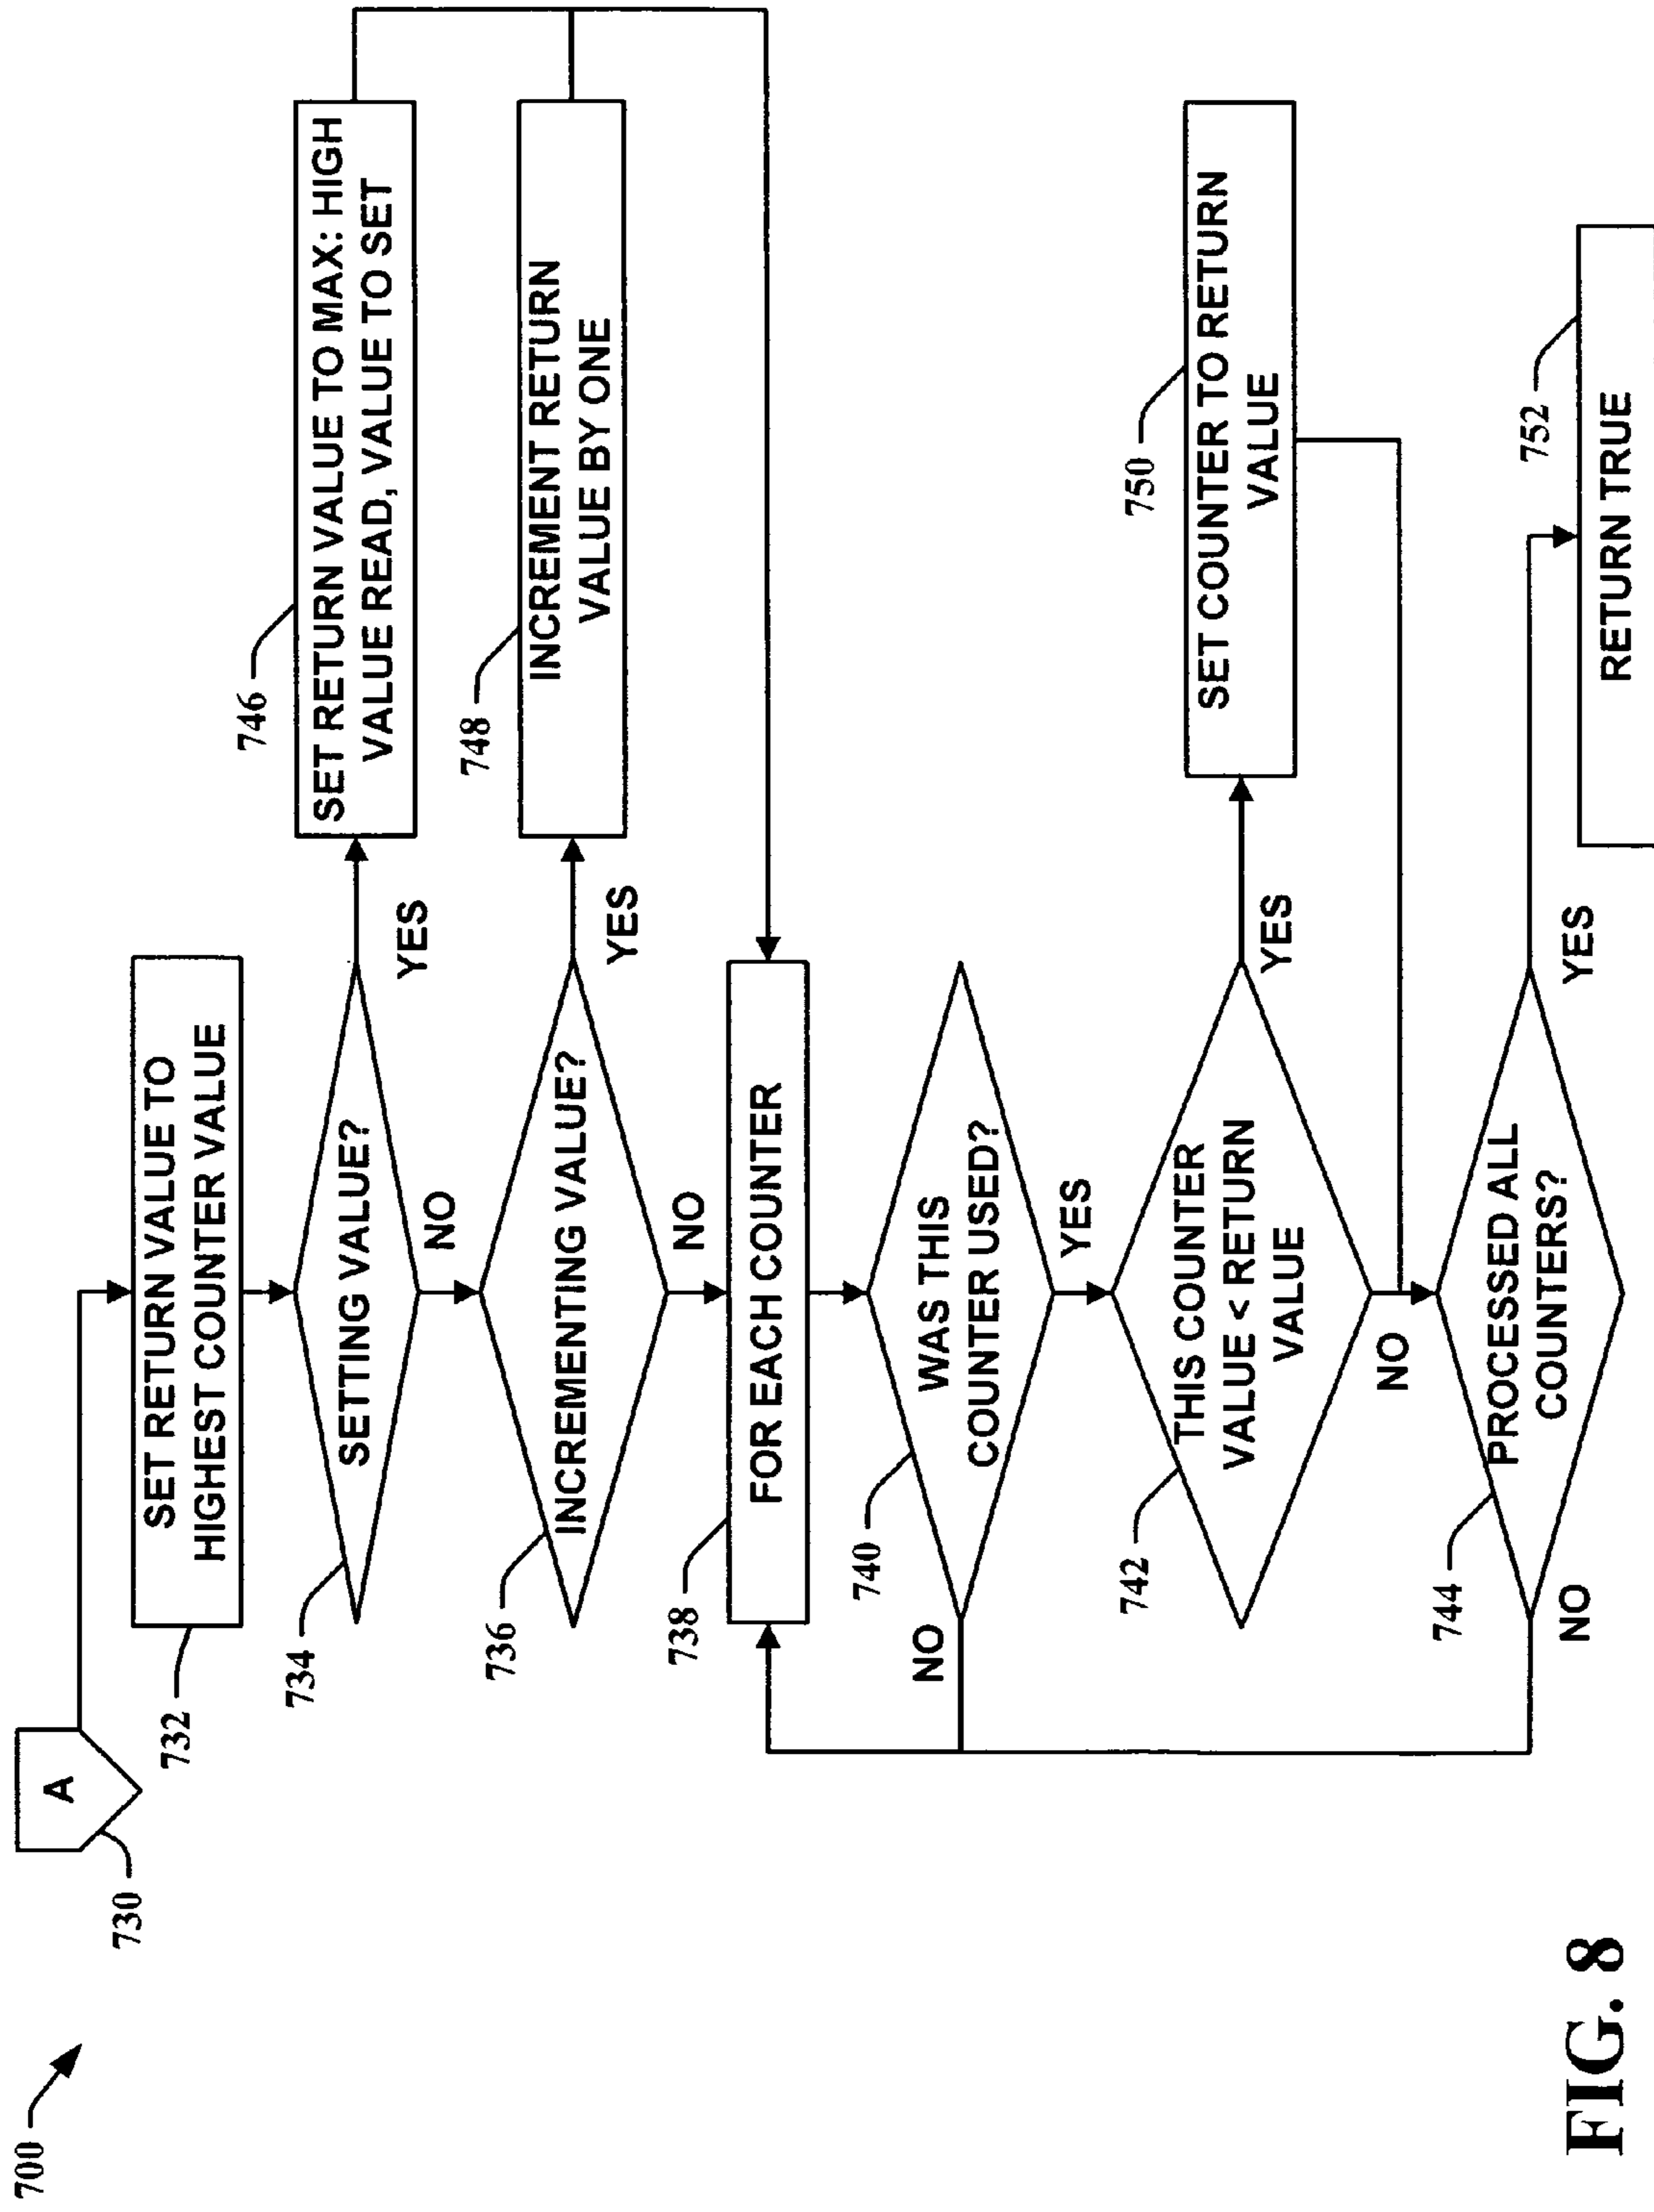 700
A
730
SET RETURN VALUE TO
HIGHEST COUNTER VALUE
732
SETTING VALUE?
734
YES
NO
746
SET RETURN VALUE TO MAX: HIGH
VALUE READ, VALUE TO SET
INCREMENTING VALUE?
736
YES
NO
748
INCREMENT RETURN
VALUE BY ONE
FOR EACH COUNTER
738
WAS THIS
COUNTER USED?
740
NO
YES
THIS COUNTER
VALUE < RETURN
VALUE
742
YES
NO
750
SET COUNTER TO RETURN
VALUE
PROCESSED ALL
COUNTERS?
744
NO
YES
752
RETURN TRUE
FIG. 8